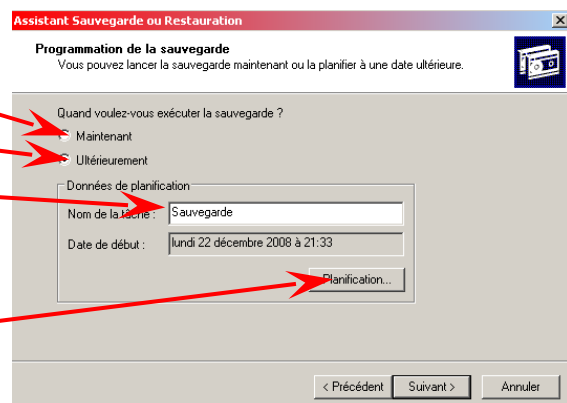 Assistant Sauvegarde ou Restauration
Programmation de la sauvegarde
Vous pouvez lancer la sauvegarde maintenant ou la planifier à une date ultérieure.
Quand voulez-vous exécuter la sauvegarde ?
Maintenant
Ultérieurement
Données de planification
Nom de la tâche : Sauvegarde
Date de début : lundi 22 décembre 2008 à 21:33
Planification...
< Précédent Suivant > Annuler